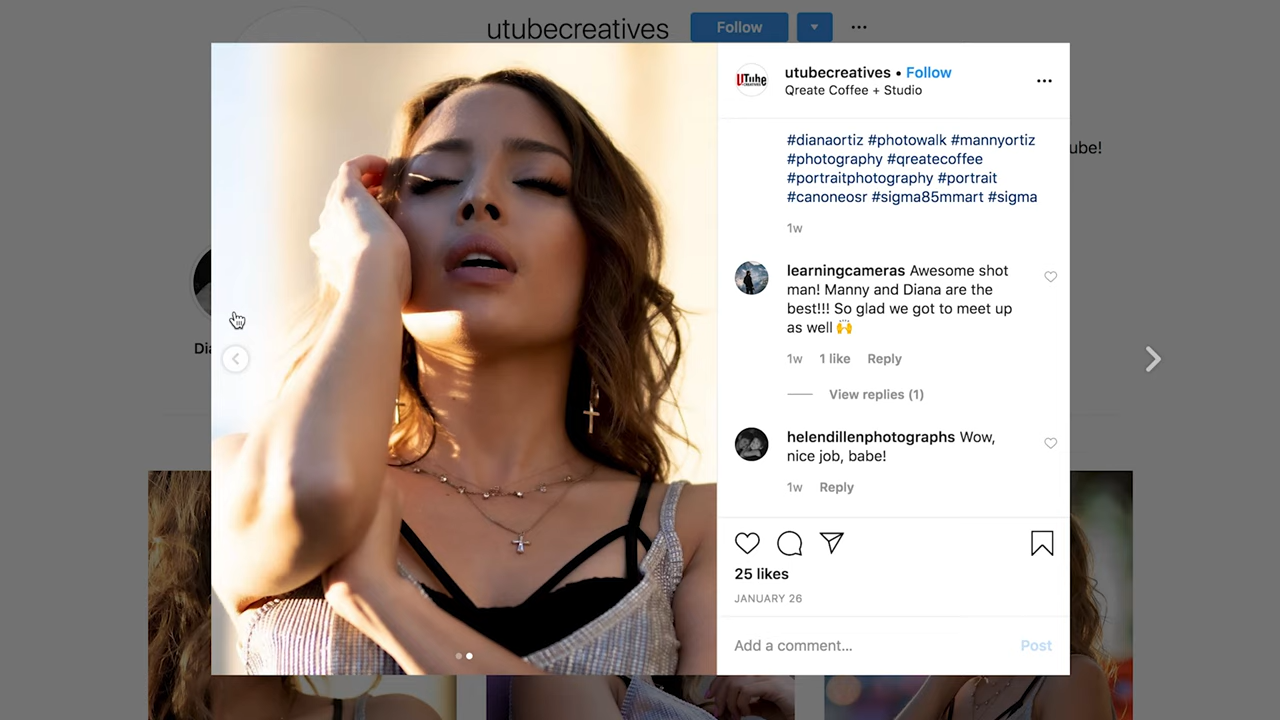 utubecreatives Follow ...
utubecreatives • Follow
Qreate Coffee + Studio
#dianaortiz #photowalk #mannyortiz
#photography #qreatecoffee
#portraitphotography #portrait
#canoneosr #sigma85mmart #sigma
1w
learningcameras Awesome shot
man! Manny and Diana are the
best!!! So glad we got to meet up
as well 🙌
1w 1 like Reply
View replies (1)
helendillenphotographs Wow,
nice job, babe!
1w Reply
25 likes
JANUARY 26
Add a comment... Post
UTube
ube!
Di